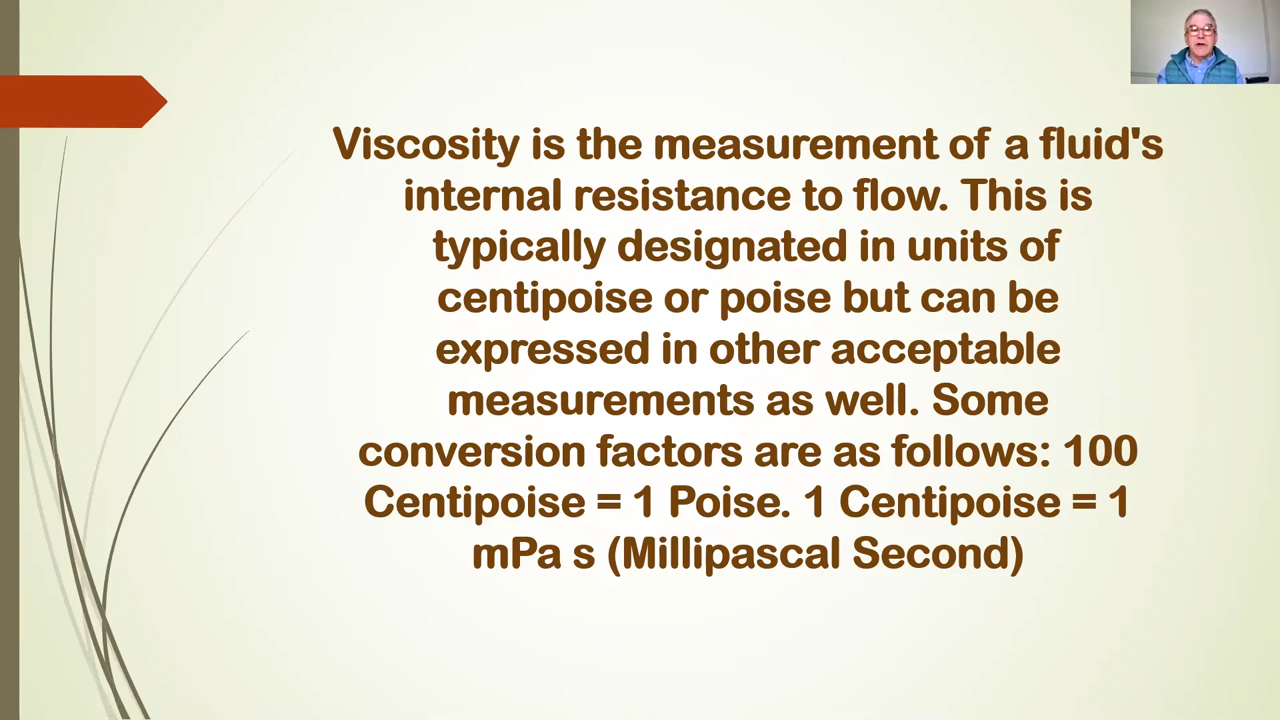 Viscosity is the measurement of a fluid's
internal resistance to flow. This is
typically designated in units of
centipoise or poise but can be
expressed in other acceptable
measurements as well. Some
conversion factors are as follows: 100
Centipoise = 1 Poise. 1 Centipoise = 1
mPa s (Millipascal Second)